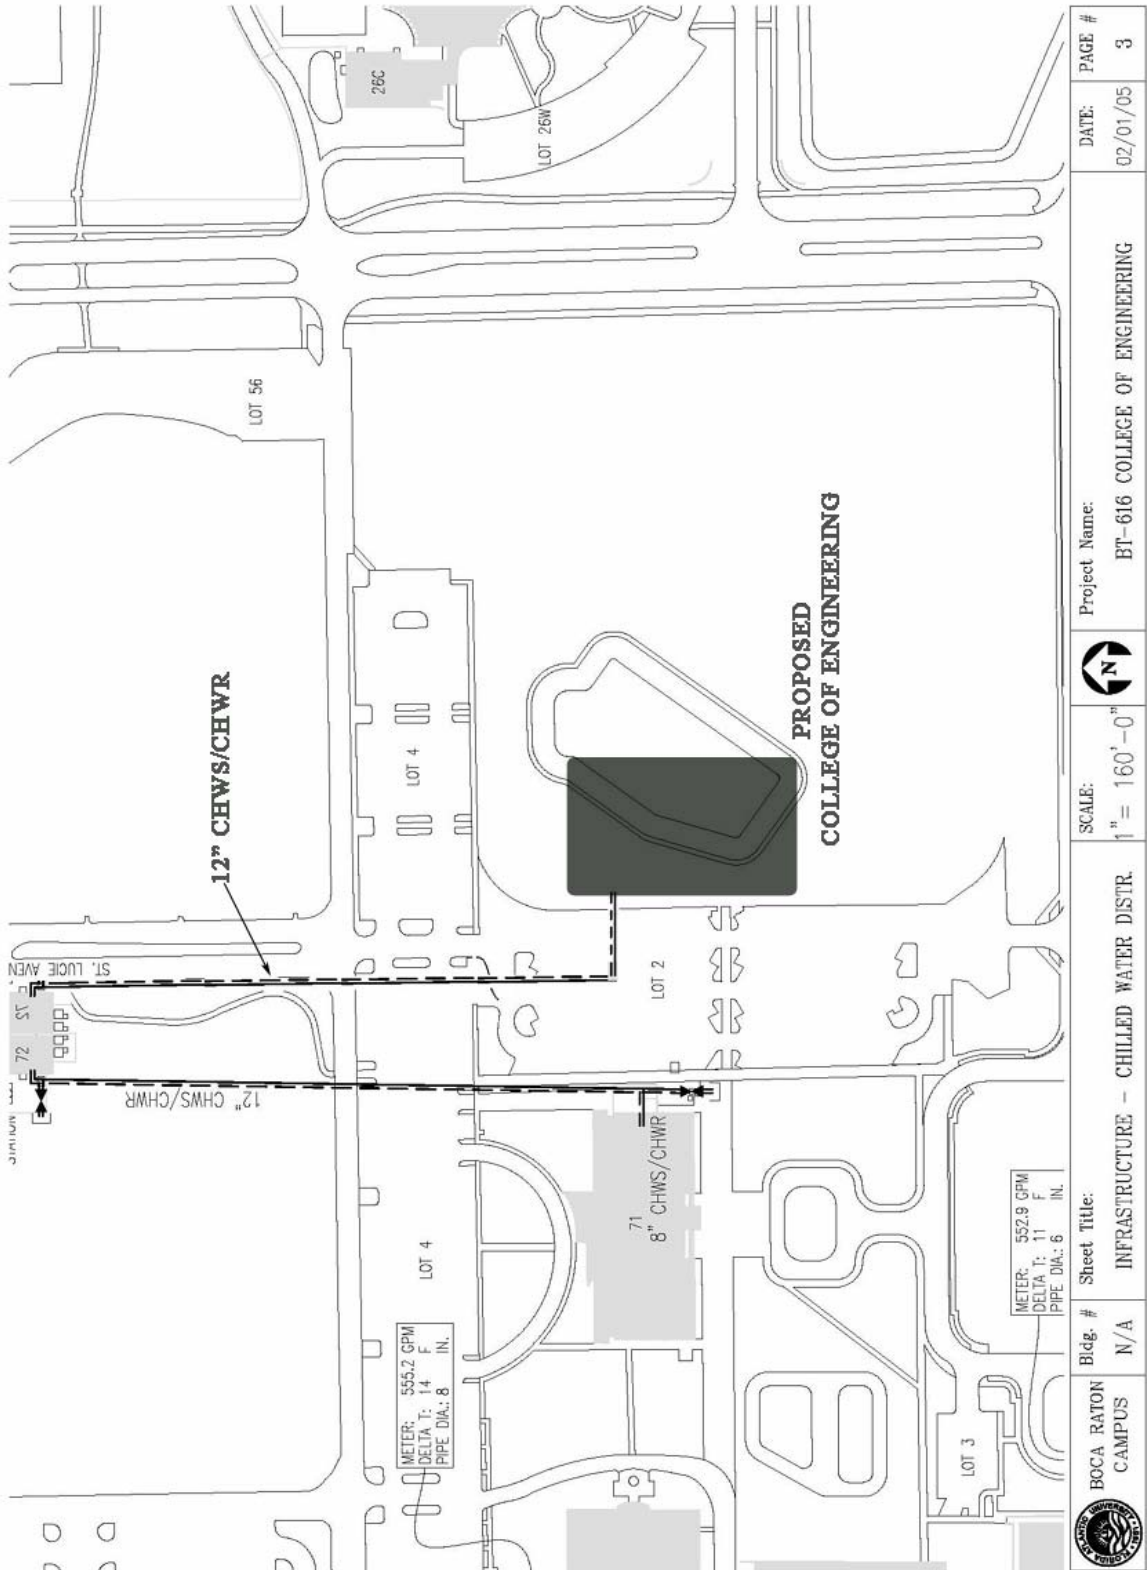 26C
LOT 26W
LOT 56
12" CHWS/CHWR
ST. LUCIE AVEN
72
72
LOT 4
PROPOSED
COLLEGE OF ENGINEERING
LOT 2
12" CHWS/CHWR
71
8" CHWS/CHWR
LOT 4
METER: 555.2 GPM
DELTA T: 14 F
PIPE DIA.: 8 IN.
METER: 552.9 GPM
DELTA T: 11 F
PIPE DIA.: 6 IN.
LOT 3
BOCA RATON
CAMPUS
Bldg. #
N/A
Sheet Title:
INFRASTRUCTURE - CHILLED WATER DISTR.
SCALE:
1" = 160'-0"
N
Project Name:
BT-616 COLLEGE OF ENGINEERING
DATE:
02/01/05
PAGE #
3